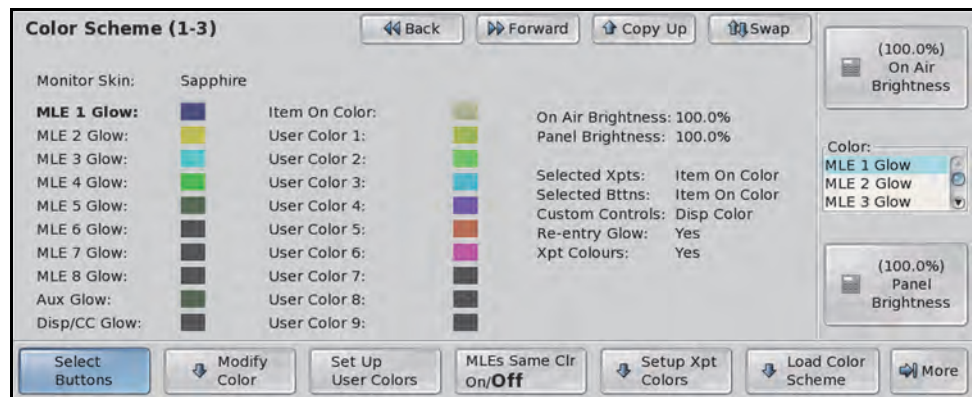 Color Scheme (1-3)
Back
Forward
Copy Up
Swap
Monitor Skin: Sapphire
MLE 1 Glow:
MLE 2 Glow:
MLE 3 Glow:
MLE 4 Glow:
MLE 5 Glow:
MLE 6 Glow:
MLE 7 Glow:
MLE 8 Glow:
Aux Glow:
Disp/CC Glow:
Item On Color:
User Color 1:
User Color 2:
User Color 3:
User Color 4:
User Color 5:
User Color 6:
User Color 7:
User Color 8:
User Color 9:
On Air Brightness: 100.0%
Panel Brightness: 100.0%
Selected Xpts: Item On Color
Selected Bttns: Item On Color
Custom Controls: Disp Color
Re-entry Glow: Yes
Xpt Colours: Yes
(100.0%)
On Air
Brightness
Color:
MLE 1 Glow
MLE 2 Glow
MLE 3 Glow
(100.0%)
Panel
Brightness
Select
Buttons
Modify
Color
Set Up
User Colors
MLEs Same Clr
On/Off
Setup Xpt
Colors
Load Color
Scheme
More